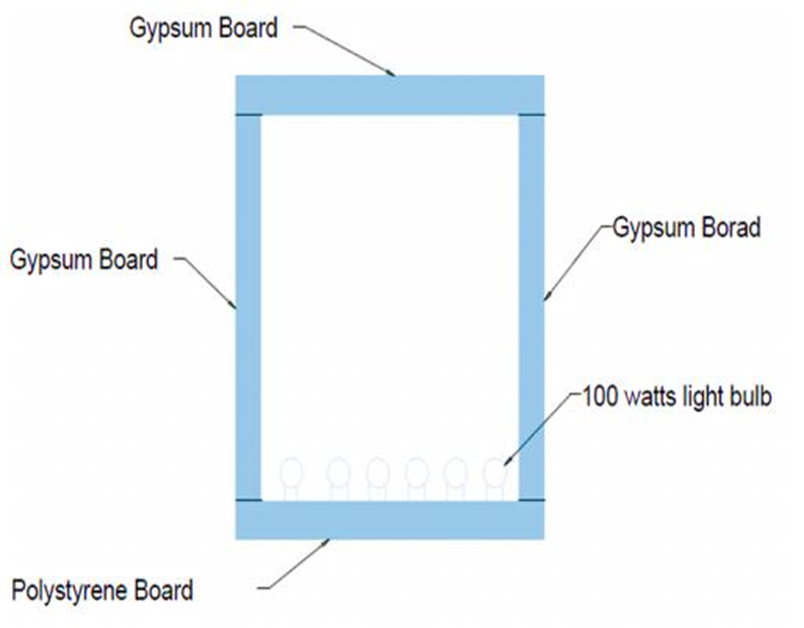 Gypsum Board
Gypsum Borad
Gypsum Board
100 watts light bulb
Polystyrene Board